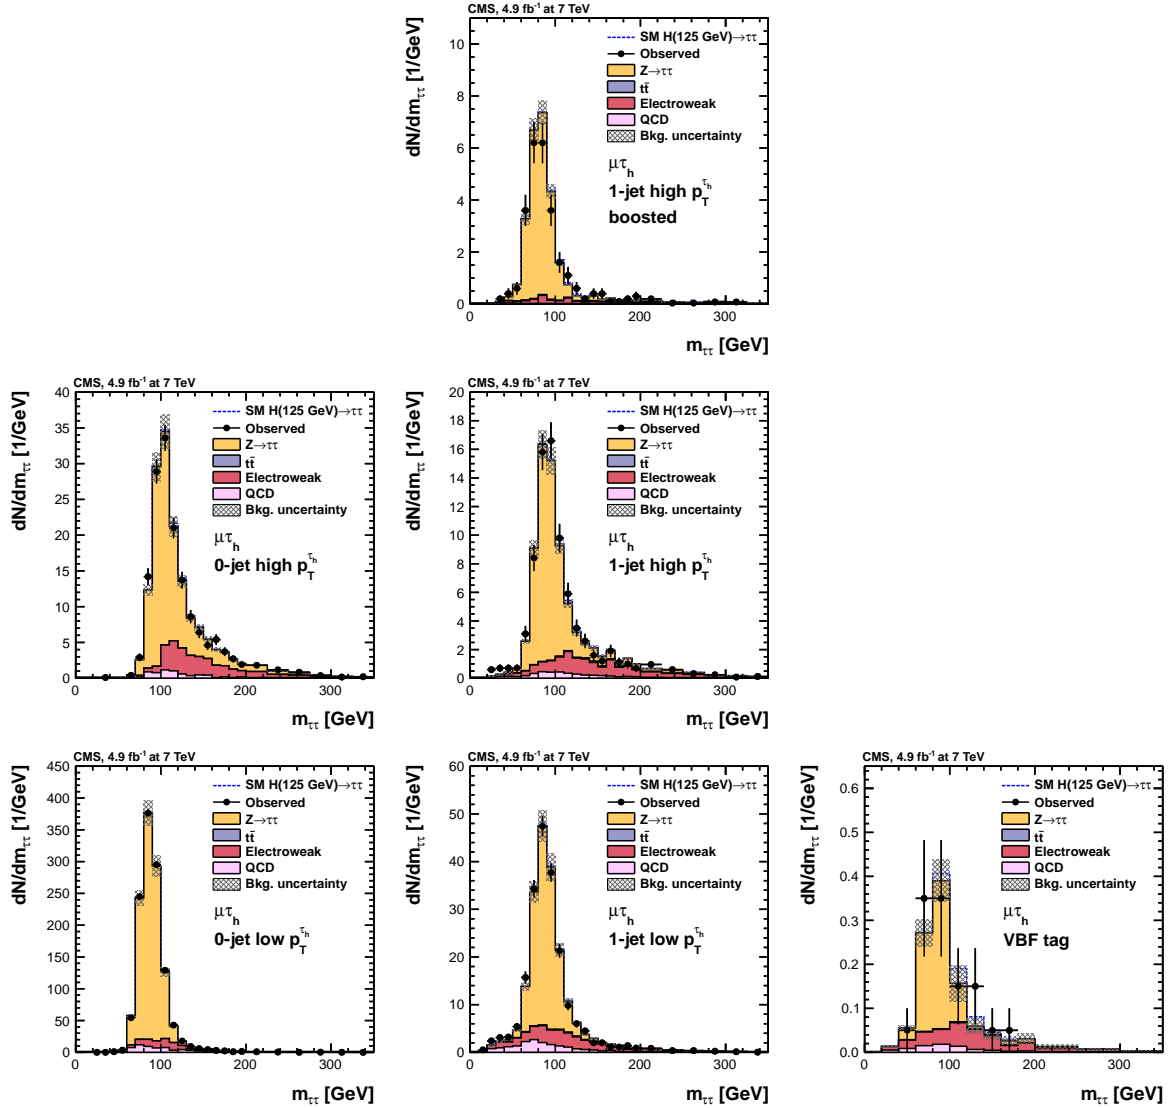 CMS, 4.9 fb⁻¹ at 7 TeV
dN/dm_ττ [1/GeV]
10
8
6
4
2
0
SM H(125 GeV)→ττ
Observed
Z→ττ
tt̄
Electroweak
QCD
Bkg. uncertainty
μτ_h
1-jet high p_T^τ_h
boosted
0 100 200 300
m_ττ [GeV]
CMS, 4.9 fb⁻¹ at 7 TeV
dN/dm_ττ [1/GeV]
40
35
30
25
20
15
10
5
0
SM H(125 GeV)→ττ
Observed
Z→ττ
tt̄
Electroweak
QCD
Bkg. uncertainty
μτ_h
0-jet high p_T^τ_h
0 100 200 300
m_ττ [GeV]
CMS, 4.9 fb⁻¹ at 7 TeV
dN/dm_ττ [1/GeV]
20
18
16
14
12
10
8
6
4
2
0
SM H(125 GeV)→ττ
Observed
Z→ττ
tt̄
Electroweak
QCD
Bkg. uncertainty
μτ_h
1-jet high p_T^τ_h
0 100 200 300
m_ττ [GeV]
CMS, 4.9 fb⁻¹ at 7 TeV
dN/dm_ττ [1/GeV]
450
400
350
300
250
200
150
100
50
0
SM H(125 GeV)→ττ
Observed
Z→ττ
tt̄
Electroweak
QCD
Bkg. uncertainty
μτ_h
0-jet low p_T^τ_h
0 100 200 300
m_ττ [GeV]
CMS, 4.9 fb⁻¹ at 7 TeV
dN/dm_ττ [1/GeV]
60
50
40
30
20
10
0
SM H(125 GeV)→ττ
Observed
Z→ττ
tt̄
Electroweak
QCD
Bkg. uncertainty
μτ_h
1-jet low p_T^τ_h
0 100 200 300
m_ττ [GeV]
CMS, 4.9 fb⁻¹ at 7 TeV
dN/dm_ττ [1/GeV]
0.6
0.5
0.4
0.3
0.2
0.1
0.0
SM H(125 GeV)→ττ
Observed
Z→ττ
tt̄
Electroweak
QCD
Bkg. uncertainty
μτ_h
VBF tag
0 100 200 300
m_ττ [GeV]